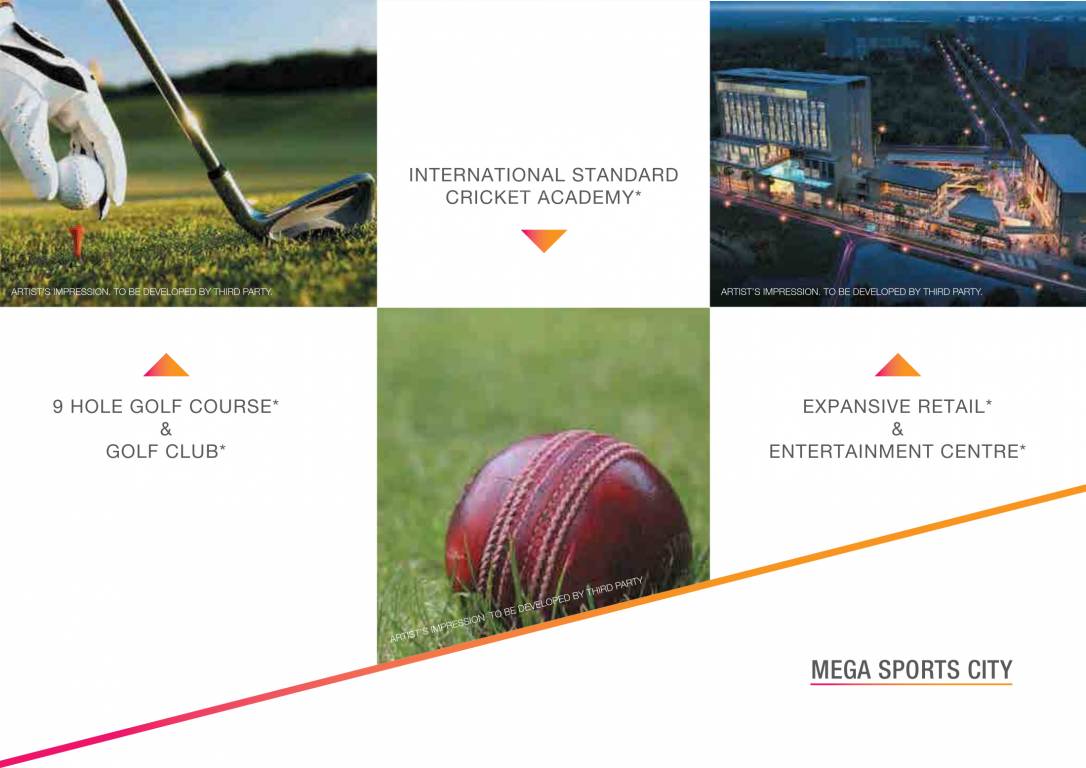 INTERNATIONAL STANDARD
CRICKET ACADEMY*
ARTIST'S IMPRESSION. TO BE DEVELOPED BY THIRD PARTY.
ARTIST'S IMPRESSION. TO BE DEVELOPED BY THIRD PARTY.
9 HOLE GOLF COURSE*
&
GOLF CLUB*
EXPANSIVE RETAIL*
&
ENTERTAINMENT CENTRE*
ARTIST'S IMPRESSION. TO BE DEVELOPED BY THIRD PARTY
MEGA SPORTS CITY